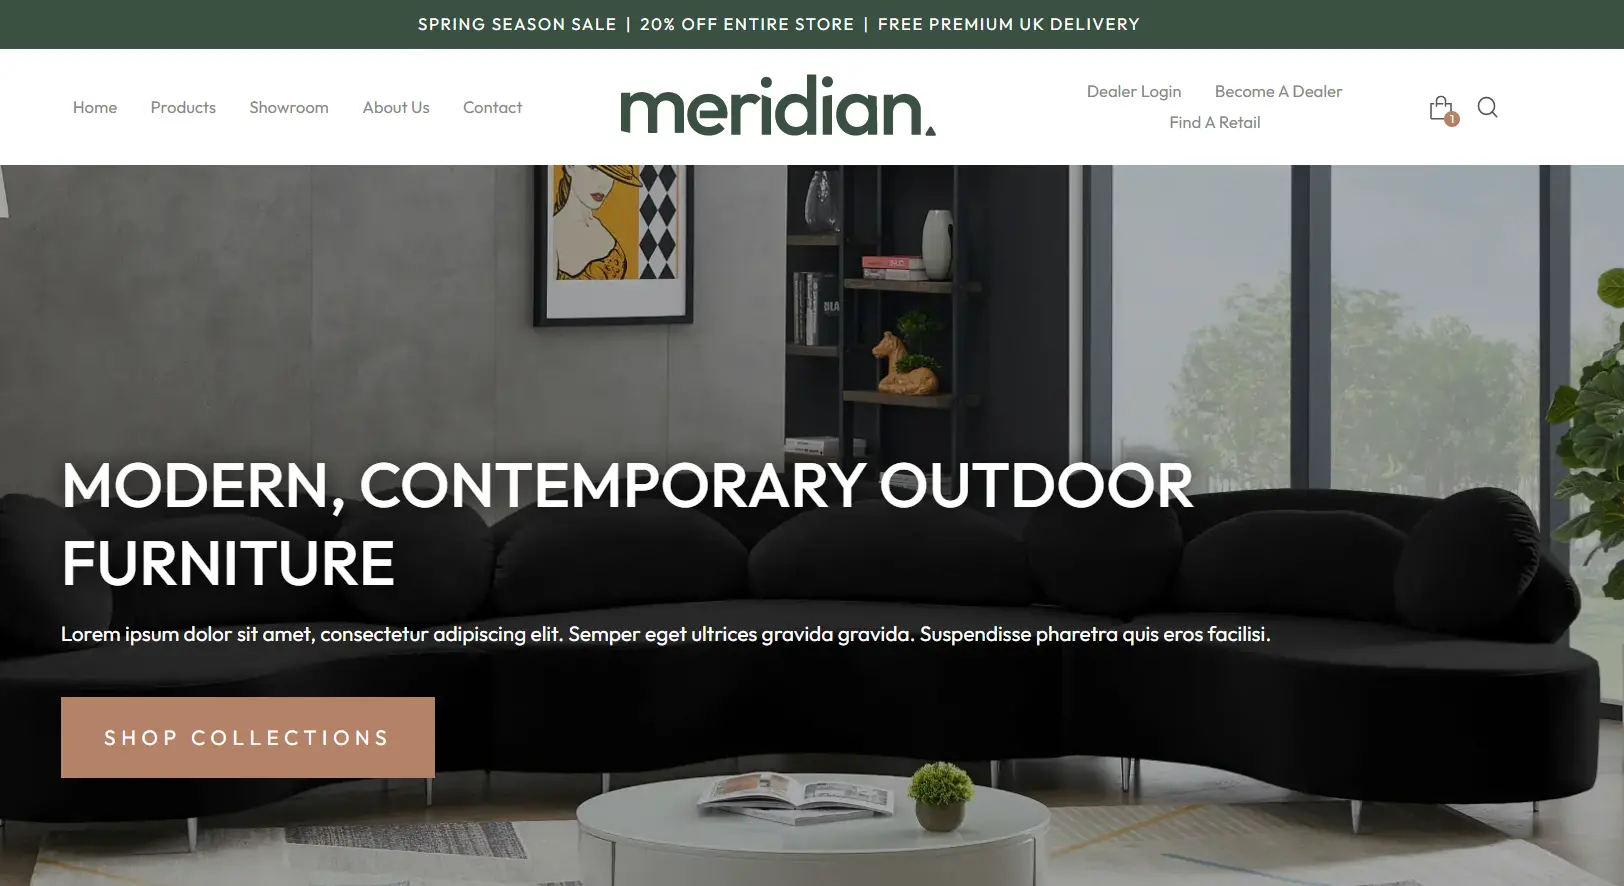 SPRING SEASON SALE | 20% OFF ENTIRE STORE | FREE PREMIUM UK DELIVERY
Home Products Showroom About Us Contact
meridian.
Dealer Login Become A Dealer
Find A Retail
1
MODERN, CONTEMPORARY OUTDOOR
FURNITURE
Lorem ipsum dolor sit amet, consectetur adipiscing elit. Semper eget ultrices gravida gravida. Suspendisse pharetra quis eros facilisi.
SHOP COLLECTIONS